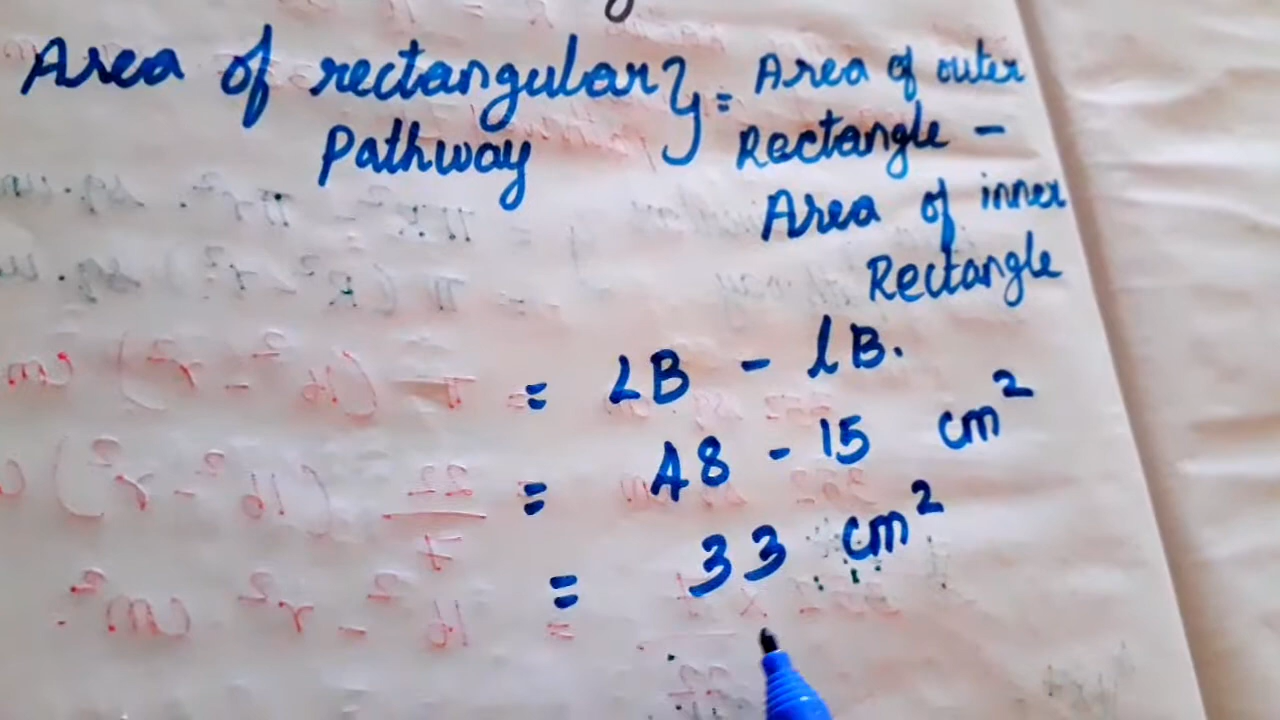 Area of rectangular } = Area of outer
Pathway Rectangle -
Area of inner
Rectangle
= LB - lB.
= 48 - 15 cm²
= 33 cm²